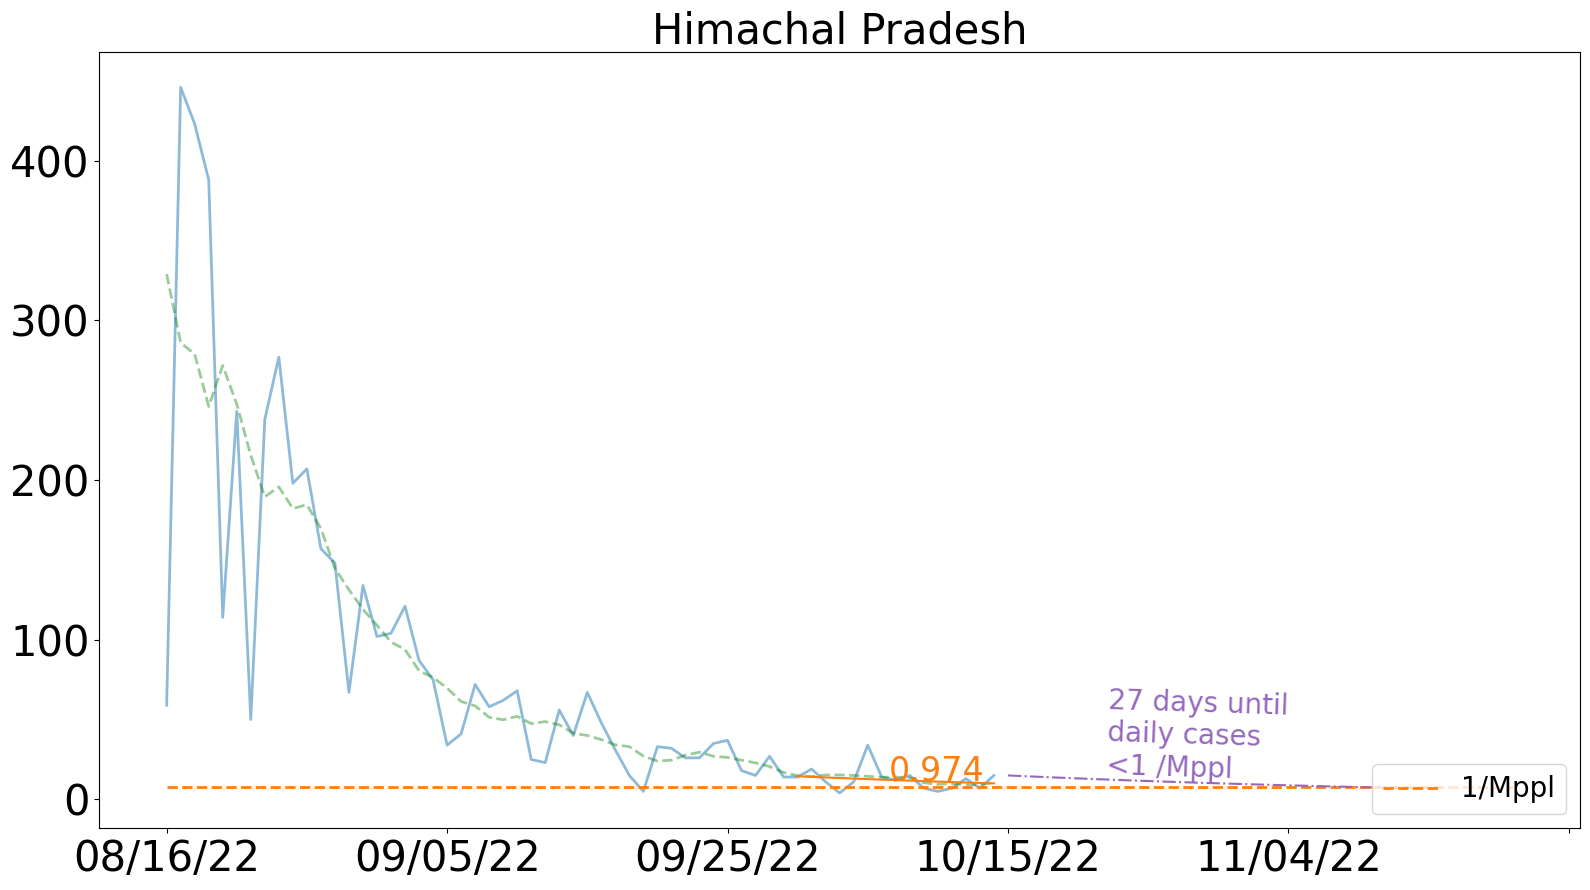 Himachal Pradesh
400
300
200
100
0
0.974
27 days until
daily cases
<1 /Mppl
1/Mppl
08/16/22
09/05/22
09/25/22
10/15/22
11/04/22